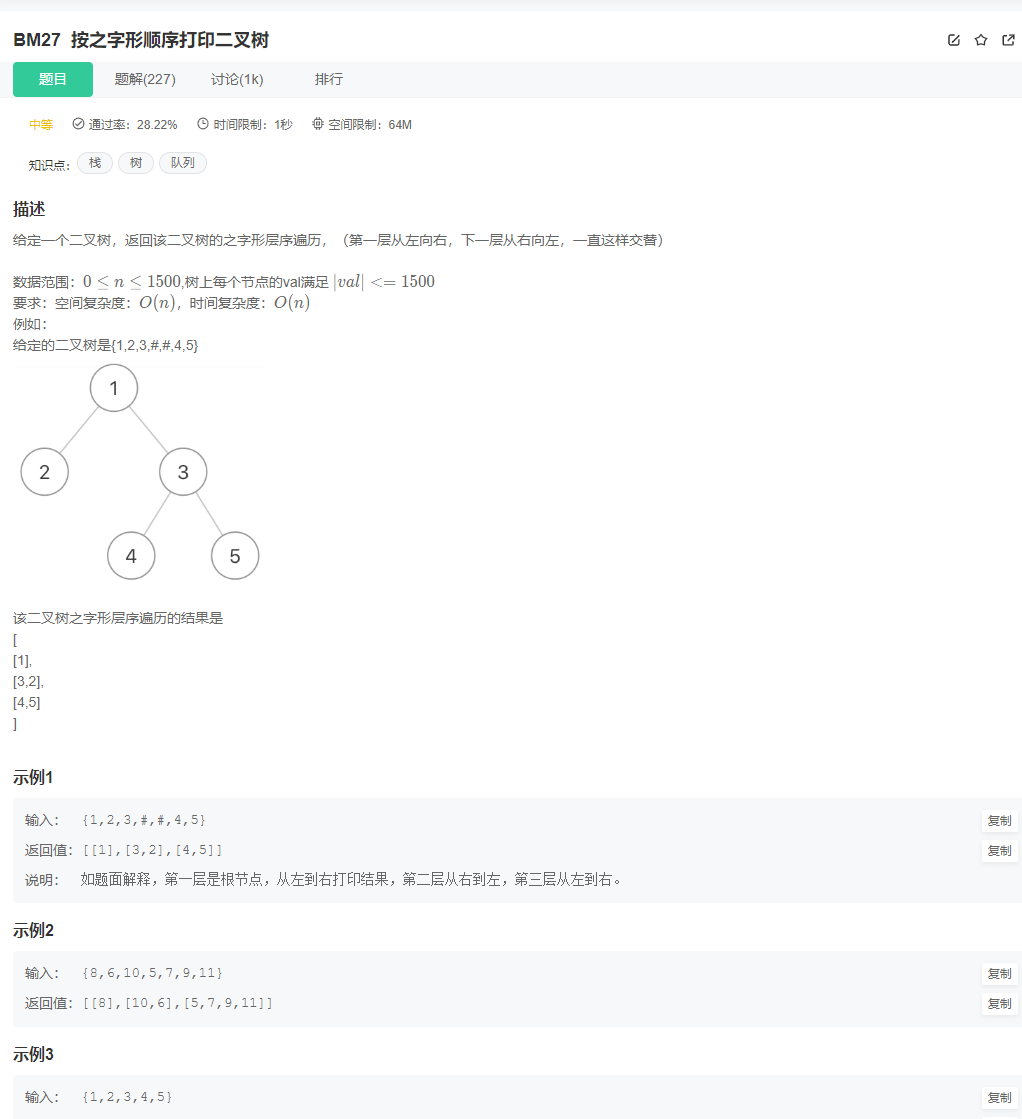 BM27 按之字形顺序打印二叉树
题目 题解(227) 讨论(1k) 排行
中等 通过率：28.22% 时间限制：1秒 空间限制：64M
知识点： 栈 树 队列
描述
给定一个二叉树，返回该二叉树的之字形层序遍历，（第一层从左向右，下一层从右向左，一直这样交替）
数据范围：0 ≤ n ≤ 1500,树上每个节点的val满足 |val| <= 1500
要求：空间复杂度：O(n)，时间复杂度：O(n)
例如：
给定的二叉树是{1,2,3,#,#,4,5}
1
2 3
4 5
该二叉树之字形层序遍历的结果是
[
[1],
[3,2],
[4,5]
]
示例1
输入： {1,2,3,#,#,4,5} 复制
返回值： [[1],[3,2],[4,5]] 复制
说明： 如题面解释，第一层是根节点，从左到右打印结果，第二层从右到左，第三层从左到右。
示例2
输入： {8,6,10,5,7,9,11} 复制
返回值： [[8],[10,6],[5,7,9,11]] 复制
示例3
输入： {1,2,3,4,5} 复制